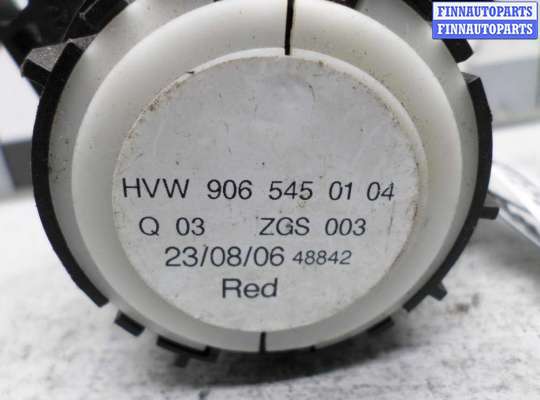 FINNAUTOPARTS
FINNAUTOPARTS
HVW 906 545 01 04
Q 03 ZGS 003
23/08/06 48842
Red